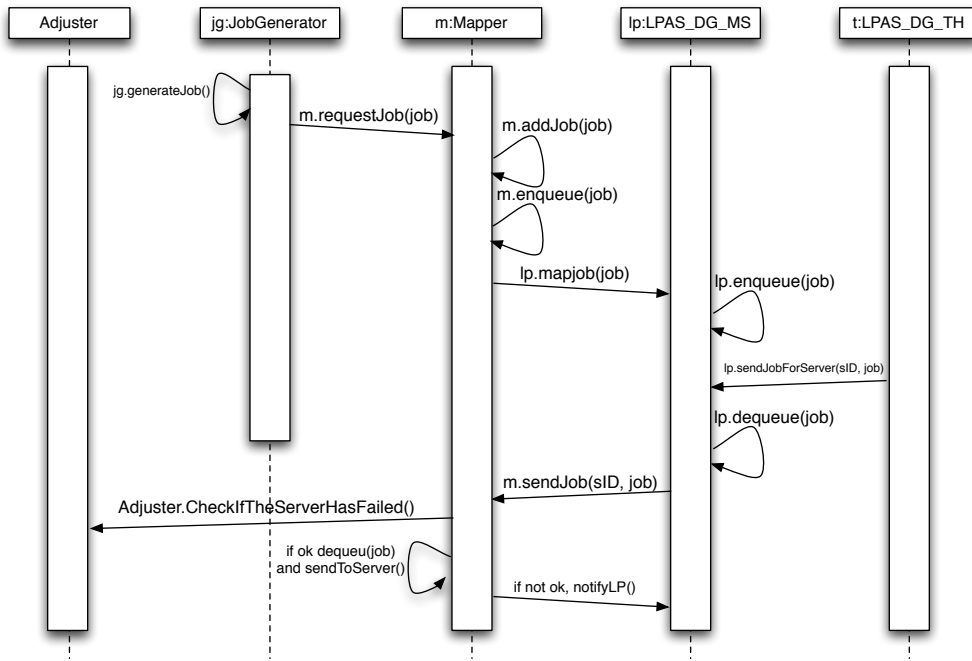 Adjuster
jg:JobGenerator
m:Mapper
lp:LPAS_DG_MS
t:LPAS_DG_TH
jg.generateJob()
m.requestJob(job)
m.addJob(job)
m.enqueue(job)
lp.mapjob(job)
lp.enqueue(job)
lp.sendJobForServer(sID, job)
lp.dequeue(job)
m.sendJob(sID, job)
Adjuster.CheckIfTheServerHasFailed()
if ok dequeu(job)
and sendToServer()
if not ok, notifyLP()